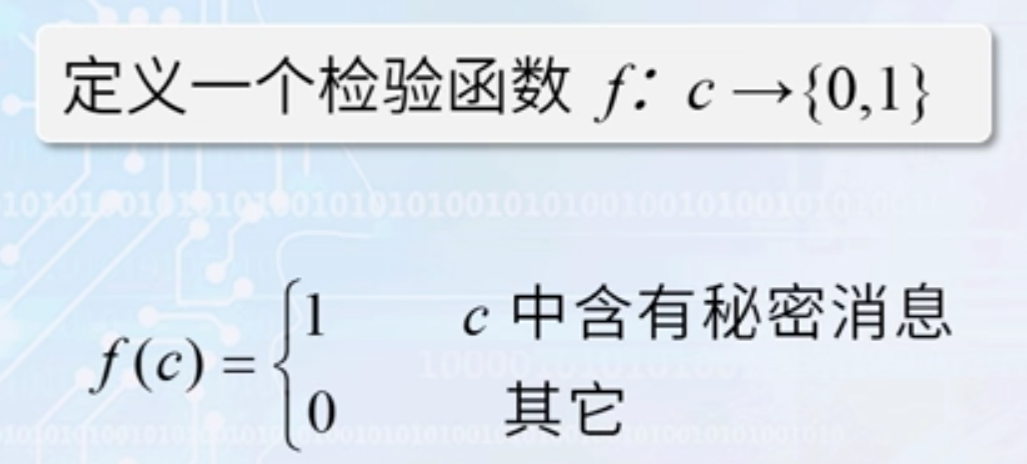 定义一个检验函数 f：c→{0,1}
f(c)={1 c 中含有秘密消息
0 其它